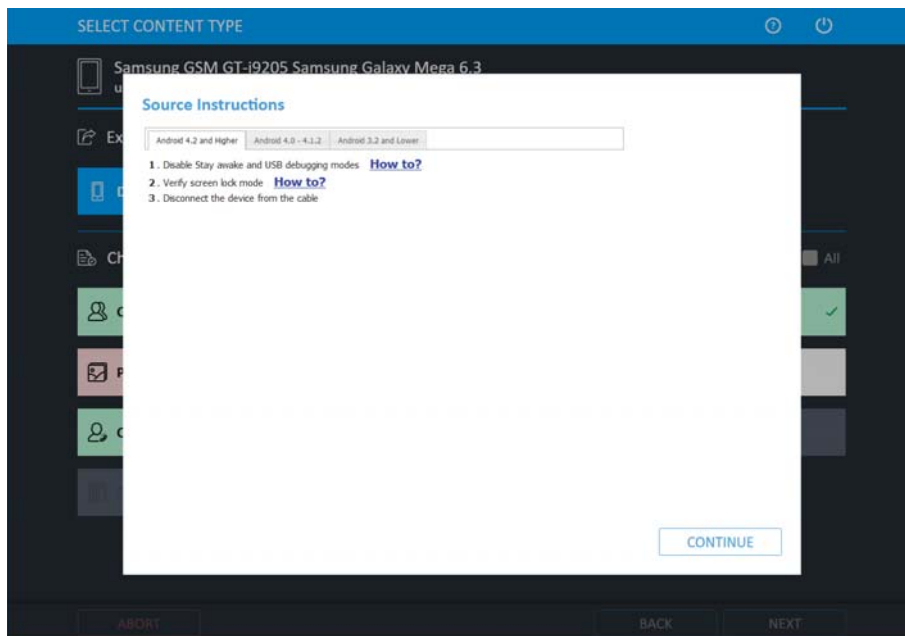 SELECT CONTENT TYPE
Samsung GSM GT-i9205 Samsung Galaxy Mega 6.3
Source Instructions
Android 4.2 and Higher Android 4.0 - 4.1.2 Android 3.2 and Lower
1 . Disable Stay awake and USB debugging modes How to?
2 . Verify screen lock mode How to?
3 . Disconnect the device from the cable
All
CONTINUE
ABORT BACK NEXT